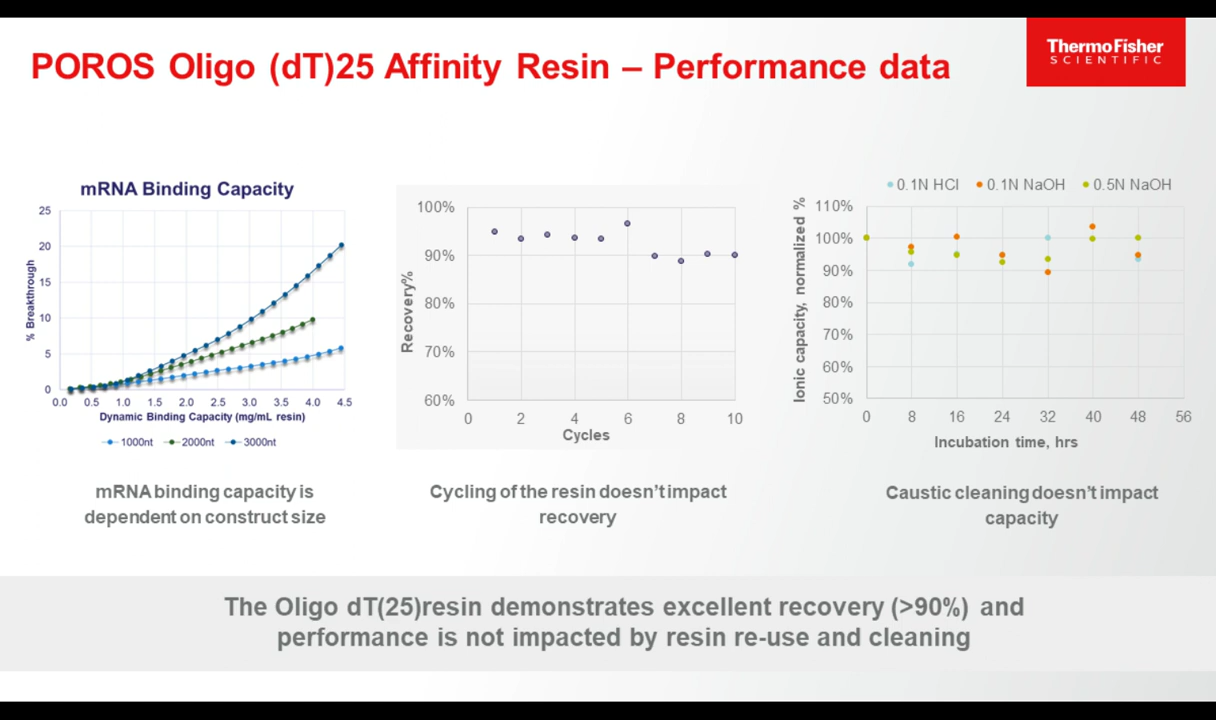 POROS Oligo (dT)25 Affinity Resin – Performance data
ThermoFisher
SCIENTIFIC
mRNA Binding Capacity
25
20
15
10
5
0
% Breakthrough
0.0 0.5 1.0 1.5 2.0 2.5 3.0 3.5 4.0 4.5
Dynamic Binding Capacity (mg/mL resin)
1000nt 2000nt 3000nt
mRNA binding capacity is
dependent on construct size
100%
90%
80%
70%
60%
Recovery%
0 2 4 6 8 10
Cycles
Cycling of the resin doesn't impact
recovery
0.1N HCl 0.1N NaOH 0.5N NaOH
110%
100%
90%
80%
70%
60%
50%
Ionic capacity, normalized %
0 8 16 24 32 40 48 56
Incubation time, hrs
Caustic cleaning doesn't impact
capacity
The Oligo dT(25)resin demonstrates excellent recovery (>90%) and
performance is not impacted by resin re-use and cleaning